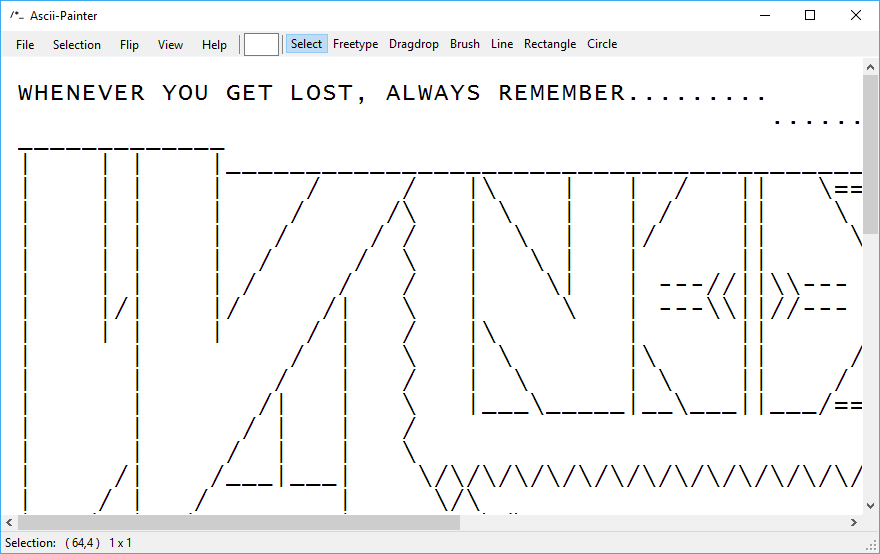 Ascii-Painter
File Selection Flip View Help Select Freetype Dragdrop Brush Line Rectangle Circle
WHENEVER YOU GET LOST, ALWAYS REMEMBER.........
......
Selection: ( 64,4 ) 1 x 1